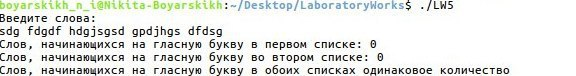 boyarskikh_n_i@Nikita-Boyarskikh:~/Desktop/LaboratoryWorks$ ./LW5
Введите слова:
sdg fdgdf hdgjsgsd gpdjhgs dfdsg
Слов, начинающихся на гласную букву в первом списке: 0
Слов, начинающихся на гласную букву во втором списке: 0
Слов, начинающихся на гласную букву в обоих списках одинаковое количество